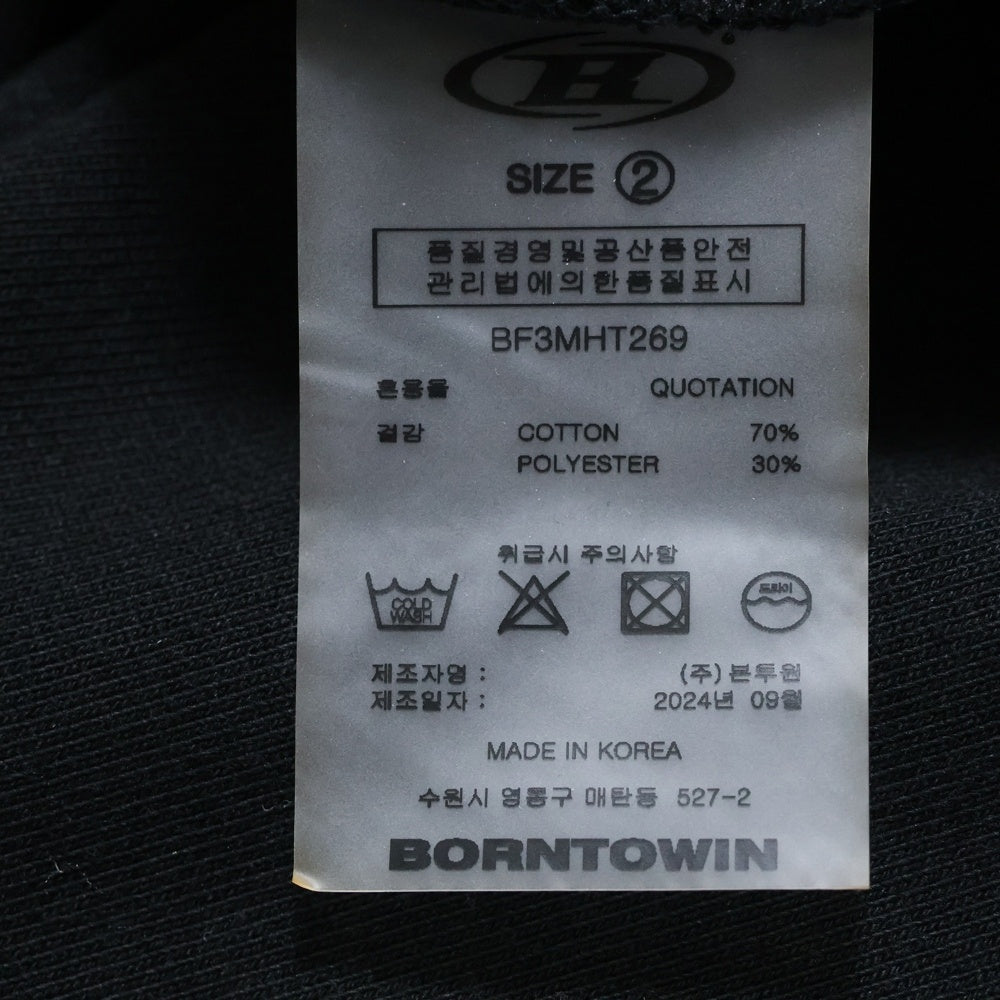 B
SIZE ②
품질경영및공산품안전
관리법에의한품질표시
BF3MHT269
혼용율 QUOTATION
겉감 COTTON 70%
POLYESTER 30%
취급시 주의사항
COLD
WASH
드라이
제조자명 : (주)본투윈
제조일자 : 2024년 09월
MADE IN KOREA
수원시 영통구 매탄동 527-2
BORNTOWIN